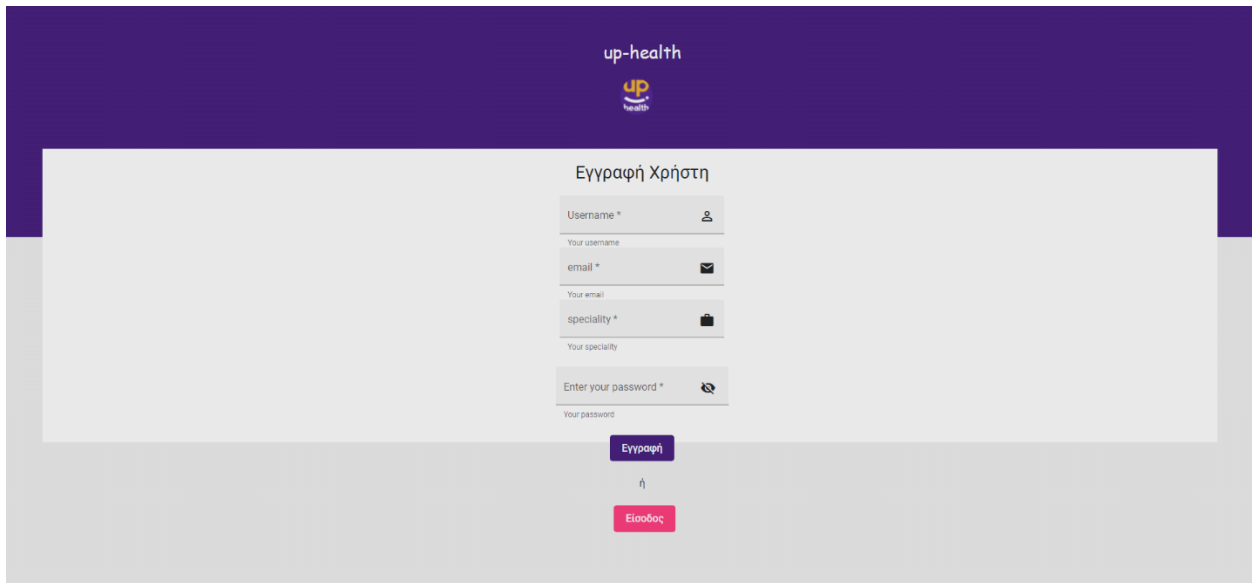 up-health
up
health
Εγγραφή Χρήστη
Username *
Your username
email *
Your email
speciality *
Your speciality
Enter your password *
Your password
Εγγραφή
ή
Είσοδος